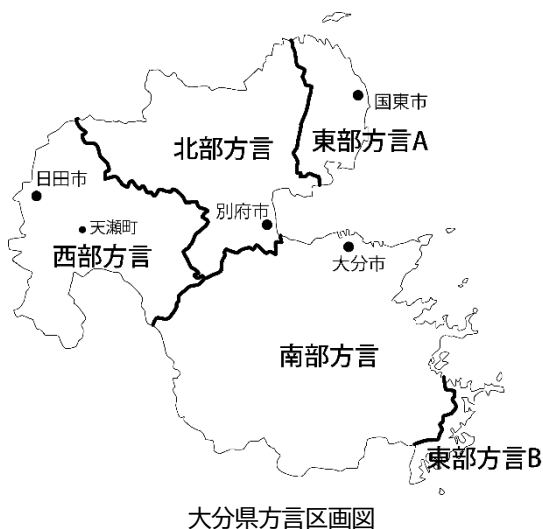 国東市
東部方言A
北部方言
日田市
天瀬町
西部方言
別府市
大分市
南部方言
東部方言B
大分県方言区画図